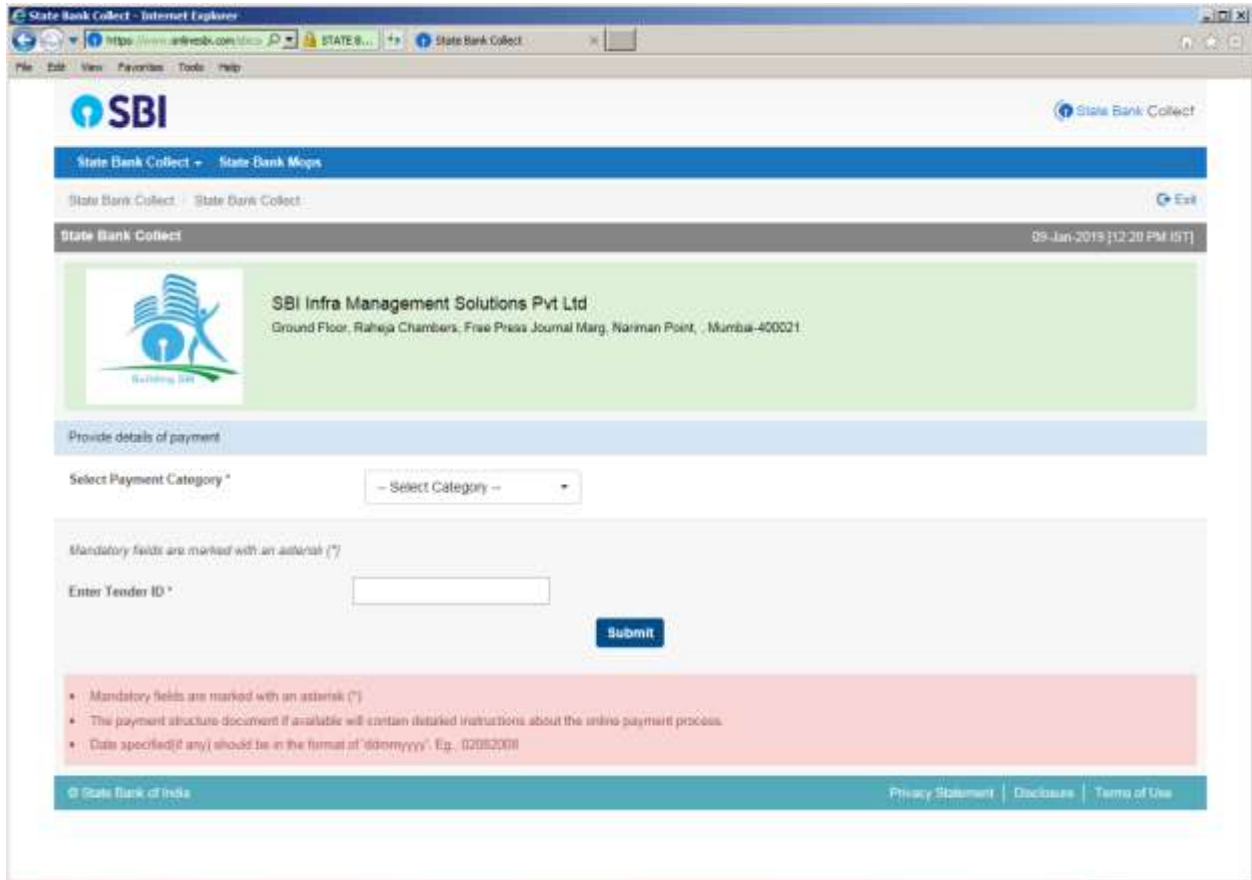 State Bank Collect - Internet Explorer
STATE B...
State Bank Collect
File Edit View Favorites Tools Help
SBI
State Bank Collect
State Bank Collect State Bank Mops
State Bank Collect State Bank Collect
Exit
State Bank Collect
09-Jan-2019 [12:20 PM IST]
Building SBI
SBI Infra Management Solutions Pvt Ltd
Ground Floor, Raheja Chambers, Free Press Journal Marg, Nariman Point, , Mumbai-400021
Provide details of payment
Select Payment Category *
-- Select Category --
Mandatory fields are marked with an asterisk (*)
Enter Tender ID *
Submit
• Mandatory fields are marked with an asterisk (*)
• The payment structure document if available will contain detailed instructions about the online payment process.
• Date specified(if any) should be in the format of 'ddmmyyyy'. Eg., 02082008
© State Bank of India
Privacy Statement | Disclosure | Terms of Use